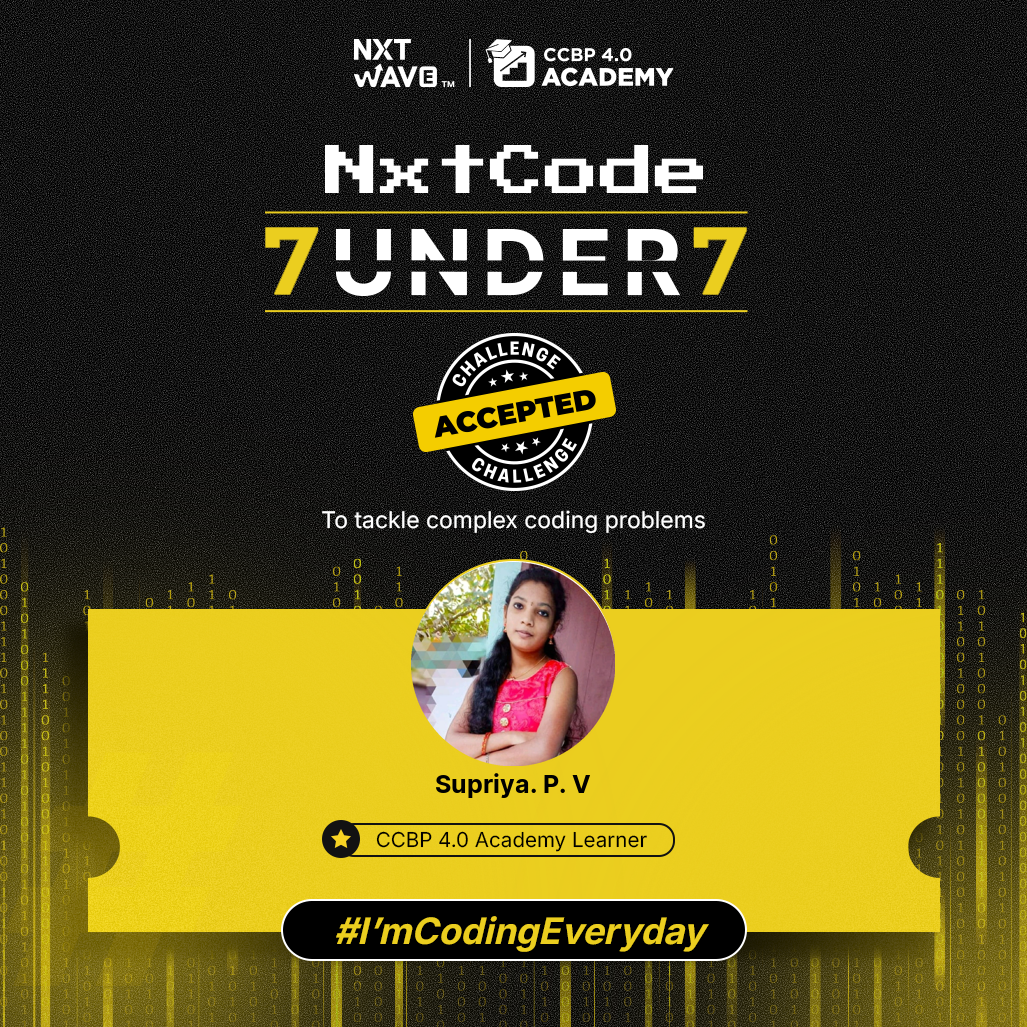 NXT
WAVE™
CCBP 4.0
ACADEMY
NxtCode
7UNDER7
CHALLENGE
ACCEPTED
CHALLENGE
To tackle complex coding problems
Supriya. P. V
CCBP 4.0 Academy Learner
#I'mCodingEveryday